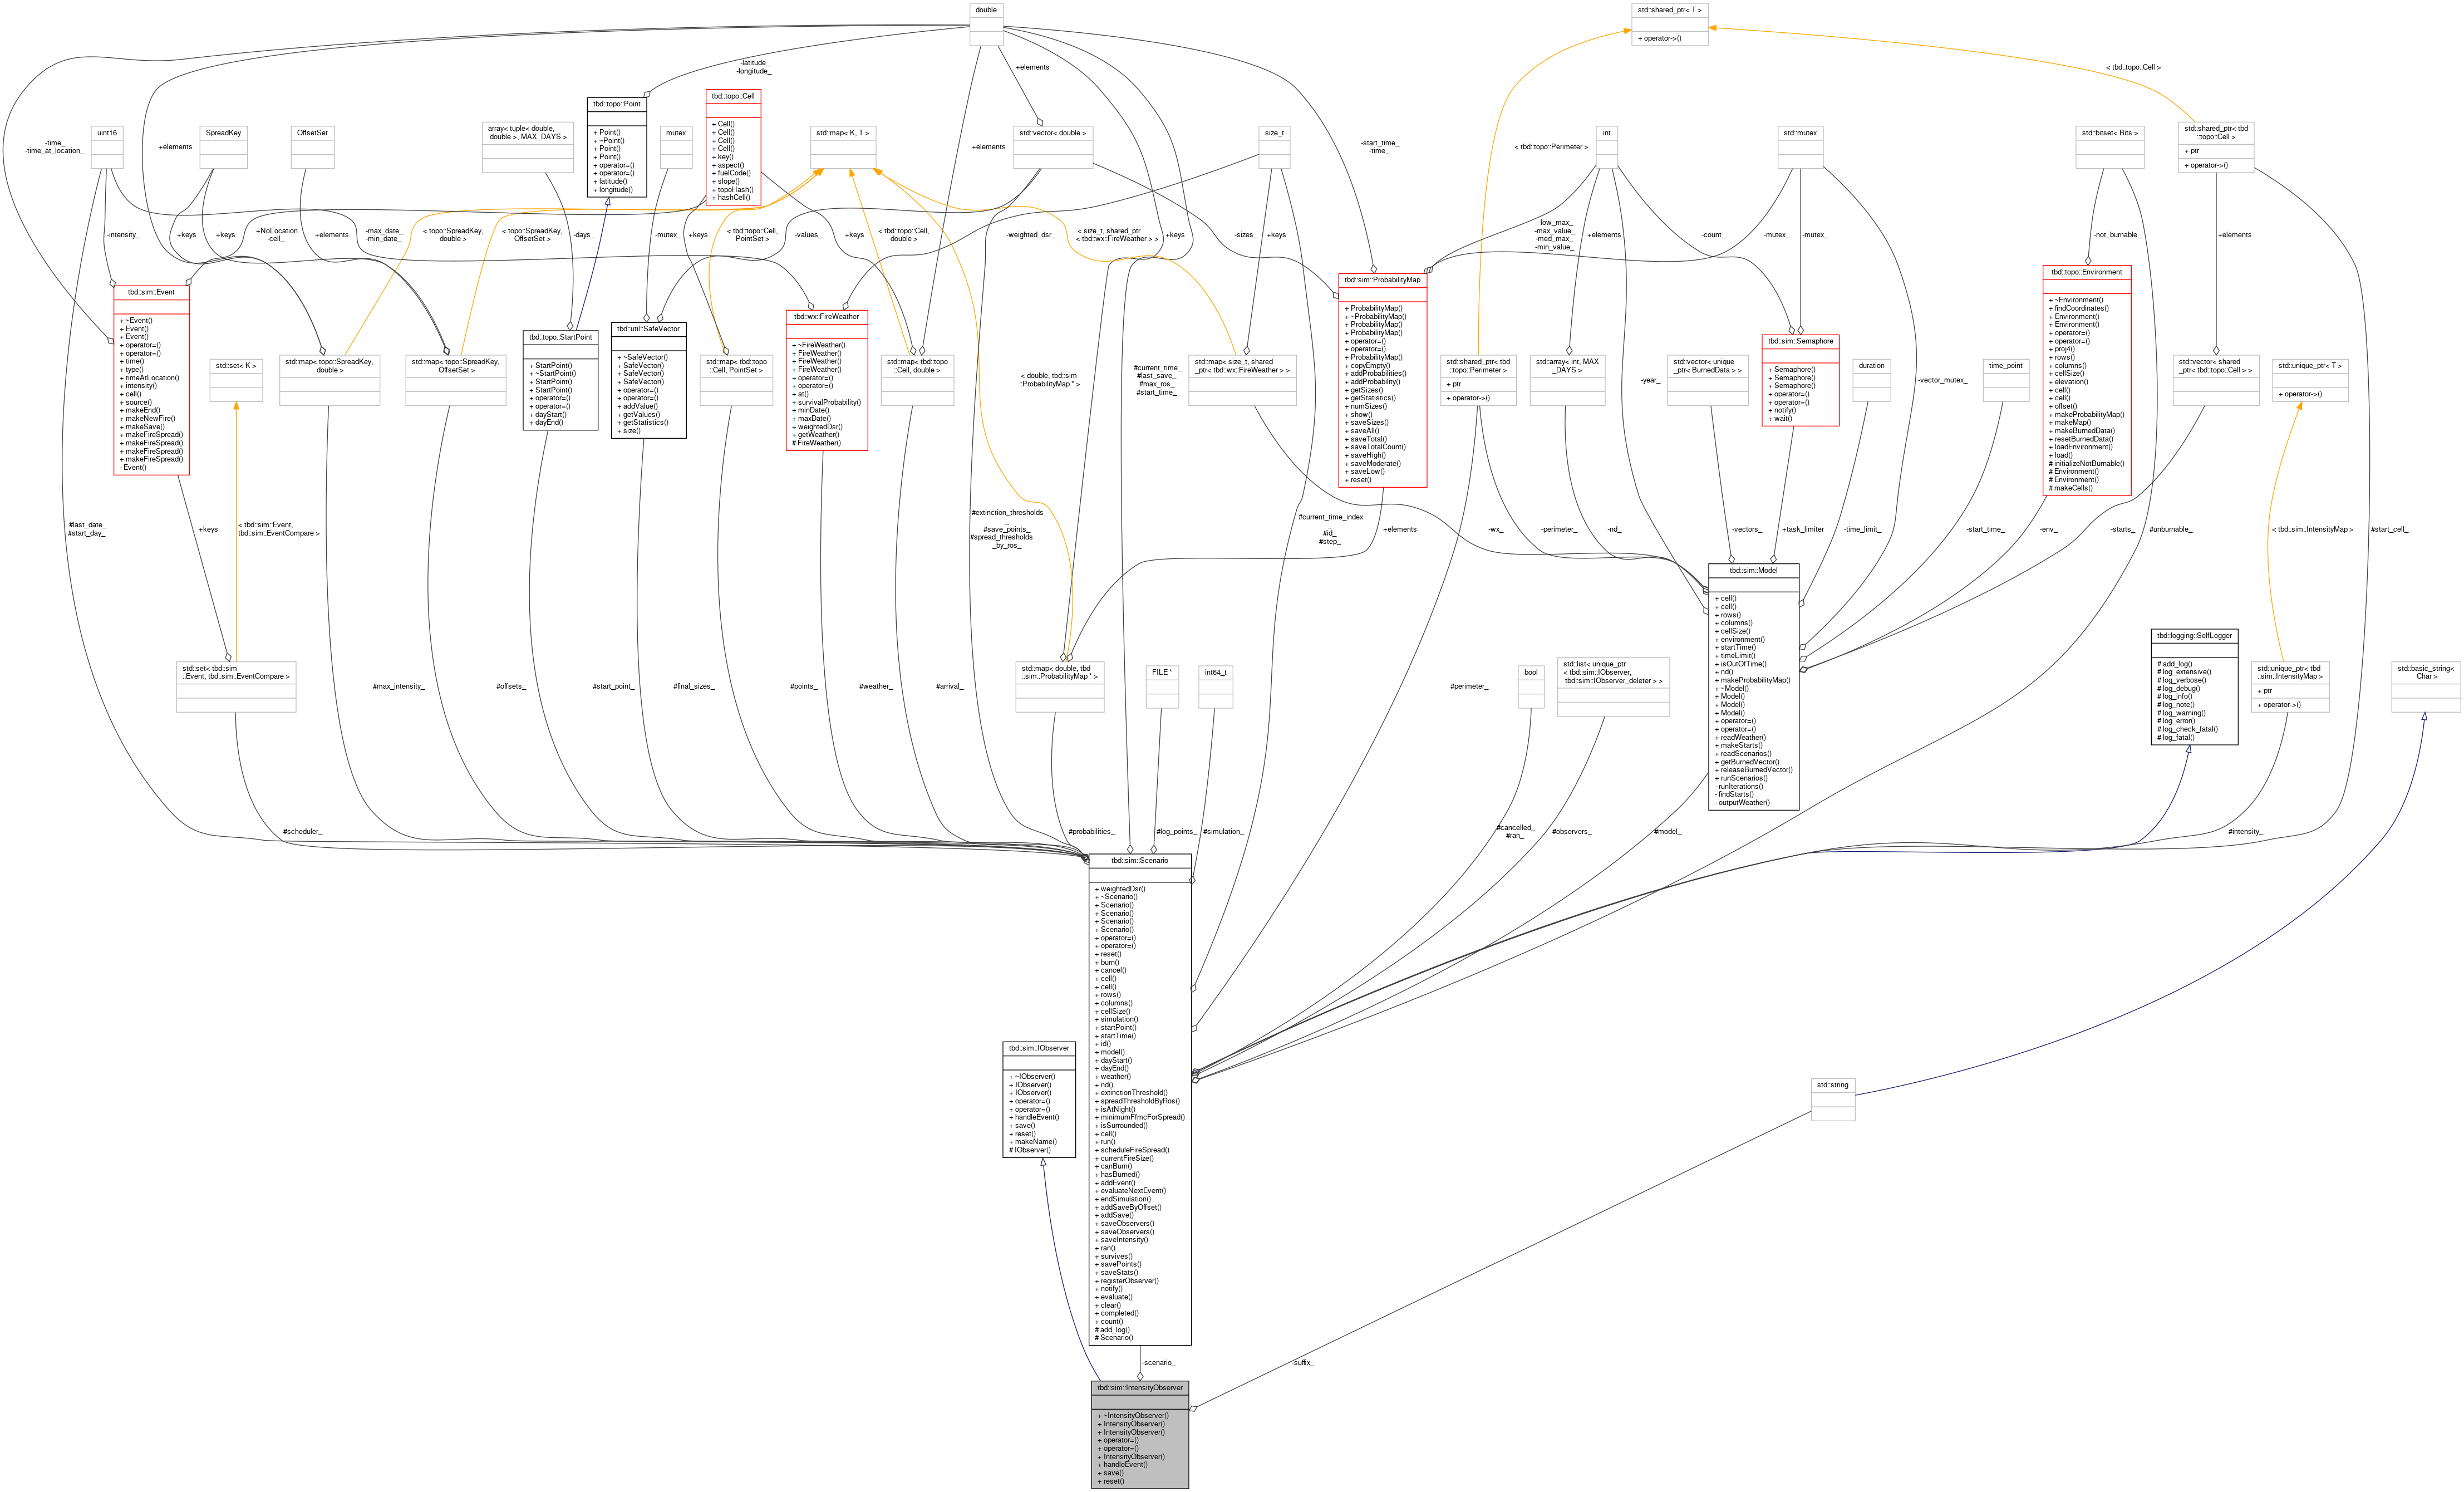 double
std::shared_ptr< T >
+ operator->()
+elements
< tbd::topo::Cell >
-latitude_
-longitude_
tbd::topo::Point
+ Point()
+ ~Point()
+ Point()
+ Point()
+ operator=()
+ operator=()
+ latitude()
+ longitude()
tbd::topo::Cell
+ Cell()
+ Cell()
+ Cell()
+ Cell()
+ key()
+ aspect()
+ fuelCode()
+ slope()
+ topoHash()
+ hashCell()
uint16
SpreadKey
OffsetSet
array< tuple< double,
double >, MAX_DAYS >
mutex
std::map< K, T >
std::vector< double >
size_t
int
std::mutex
std::bitset< Bits >
std::shared_ptr< tbd
::topo::Cell >
+ ptr
+ operator->()
-time_
-time_at_location_
+elements
+elements
-start_time_
-time_
< tbd::topo::Perimeter >
-intensity_
+keys
+keys
+NoLocation
-cell_
+elements
-max_date_
-min_date_
< topo::SpreadKey,
double >
< topo::SpreadKey,
OffsetSet >
-days_
-mutex_
+keys
< tbd::topo::Cell,
PointSet >
-values_
+keys
< tbd::topo::Cell,
double >
-weighted_dsr_
< size_t, shared_ptr
< tbd::wx::FireWeather > >
+keys
-sizes_
+keys
-low_max_
-max_value_
-med_max_
-min_value_
+elements
-mutex_
-count_
-mutex_
-not_burnable_
+elements
tbd::sim::Event
+ ~Event()
+ Event()
+ Event()
+ operator=()
+ operator=()
+ time()
+ type()
+ timeAtLocation()
+ intensity()
+ cell()
+ source()
+ makeEnd()
+ makeNewFire()
+ makeSave()
+ makeFireSpread()
+ makeFireSpread()
+ makeFireSpread()
+ makeFireSpread()
- Event()
std::set< K >
std::map< topo::SpreadKey,
double >
std::map< topo::SpreadKey,
OffsetSet >
tbd::topo::StartPoint
+ StartPoint()
+ ~StartPoint()
+ StartPoint()
+ StartPoint()
+ operator=()
+ operator=()
+ dayStart()
+ dayEnd()
tbd::util::SafeVector
+ ~SafeVector()
+ SafeVector()
+ SafeVector()
+ SafeVector()
+ operator=()
+ operator=()
+ addValue()
+ getValues()
+ getStatistics()
+ size()
std::map< tbd::topo
::Cell, PointSet >
tbd::wx::FireWeather
+ ~FireWeather()
+ FireWeather()
+ FireWeather()
+ FireWeather()
+ operator=()
+ operator=()
+ at()
+ survivalProbability()
+ minDate()
+ maxDate()
+ weightedDsr()
+ getWeather()
# FireWeather()
std::map< tbd::topo
::Cell, double >
< double, tbd::sim
::ProbabilityMap * >
#current_time_
#last_save_
#max_ros_
#start_time_
std::map< size_t, shared
_ptr< tbd::wx::FireWeather > >
tbd::sim::ProbabilityMap
+ ProbabilityMap()
+ ~ProbabilityMap()
+ ProbabilityMap()
+ ProbabilityMap()
+ operator=()
+ operator=()
+ ProbabilityMap()
+ copyEmpty()
+ addProbabilities()
+ addProbability()
+ getSizes()
+ getStatistics()
+ numSizes()
+ show()
+ saveSizes()
+ saveAll()
+ saveTotal()
+ saveTotalCount()
+ saveHigh()
+ saveModerate()
+ saveLow()
+ reset()
std::shared_ptr< tbd
::topo::Perimeter >
+ ptr
+ operator->()
std::array< int, MAX
_DAYS >
-year_
std::vector< unique
_ptr< BurnedData > >
tbd::sim::Semaphore
+ Semaphore()
+ Semaphore()
+ Semaphore()
+ operator=()
+ operator=()
+ notify()
+ wait()
duration
-vector_mutex_
time_point
tbd::topo::Environment
+ ~Environment()
+ findCoordinates()
+ Environment()
+ Environment()
+ operator=()
+ operator=()
+ proj4()
+ rows()
+ columns()
+ cellSize()
+ elevation()
+ cell()
+ cell()
+ offset()
+ makeProbabilityMap()
+ makeMap()
+ makeBurnedData()
+ resetBurnedData()
+ loadEnvironment()
+ load()
# initializeNotBurnable()
# Environment()
# Environment()
# makeCells()
std::vector< shared
_ptr< tbd::topo::Cell > >
std::unique_ptr< T >
+ operator->()
#last_date_
#start_day_
+keys
< tbd::sim::Event,
tbd::sim::EventCompare >
#extinction_thresholds
_
#save_points_
#spread_thresholds
_by_ros_
#current_time_index
_
#id_
#step_
+elements
-wx_
-perimeter_
-nd_
-vectors_
+task_limiter
-time_limit_
-start_time_
-env_
-starts_
#unburnable_
< tbd::sim::IntensityMap >
#start_cell_
tbd::sim::Model
+ cell()
+ cell()
+ rows()
+ columns()
+ cellSize()
+ environment()
+ startTime()
+ timeLimit()
+ isOutOfTime()
+ nd()
+ makeProbabilityMap()
+ ~Model()
+ Model()
+ Model()
+ Model()
+ operator=()
+ operator=()
+ readWeather()
+ makeStarts()
+ readScenarios()
+ getBurnedVector()
+ releaseBurnedVector()
+ runScenarios()
- runIterations()
- findStarts()
- outputWeather()
tbd::logging::SelfLogger
# add_log()
# log_extensive()
# log_verbose()
# log_debug()
# log_info()
# log_note()
# log_warning()
# log_error()
# log_check_fatal()
# log_fatal()
std::set< tbd::sim
::Event, tbd::sim::EventCompare >
#max_intensity_
#offsets_
#start_point_
#final_sizes_
#points_
#weather_
#arrival_
std::map< double, tbd
::sim::ProbabilityMap * >
FILE *
int64_t
#perimeter_
bool
std::list< unique_ptr
< tbd::sim::IObserver,
tbd::sim::IObserver_deleter > >
std::unique_ptr< tbd
::sim::IntensityMap >
+ ptr
+ operator->()
std::basic_string<
Char >
#scheduler_
#probabilities_
#log_points_
#simulation_
#cancelled_
#ran_
#observers_
#model_
#intensity_
tbd::sim::Scenario
+ weightedDsr()
+ ~Scenario()
+ Scenario()
+ Scenario()
+ Scenario()
+ Scenario()
+ operator=()
+ operator=()
+ reset()
+ burn()
+ cancel()
+ cell()
+ cell()
+ rows()
+ columns()
+ cellSize()
+ simulation()
+ startPoint()
+ startTime()
+ id()
+ model()
+ dayStart()
+ dayEnd()
+ weather()
+ nd()
+ extinctionThreshold()
+ spreadThresholdByRos()
+ isAtNight()
+ minimumFfmcForSpread()
+ isSurrounded()
+ cell()
+ run()
+ scheduleFireSpread()
+ currentFireSize()
+ canBurn()
+ hasBurned()
+ addEvent()
+ evaluateNextEvent()
+ endSimulation()
+ addSaveByOffset()
+ addSave()
+ saveObservers()
+ saveObservers()
+ saveIntensity()
+ ran()
+ survives()
+ savePoints()
+ saveStats()
+ registerObserver()
+ notify()
+ evaluate()
+ clear()
+ completed()
+ count()
# add_log()
# Scenario()
tbd::sim::IObserver
+ ~IObserver()
+ IObserver()
+ IObserver()
+ operator=()
+ operator=()
+ handleEvent()
+ save()
+ reset()
+ makeName()
# IObserver()
std::string
-scenario_
-suffix_
tbd::sim::IntensityObserver
+ ~IntensityObserver()
+ IntensityObserver()
+ IntensityObserver()
+ operator=()
+ operator=()
+ IntensityObserver()
+ handleEvent()
+ save()
+ reset()